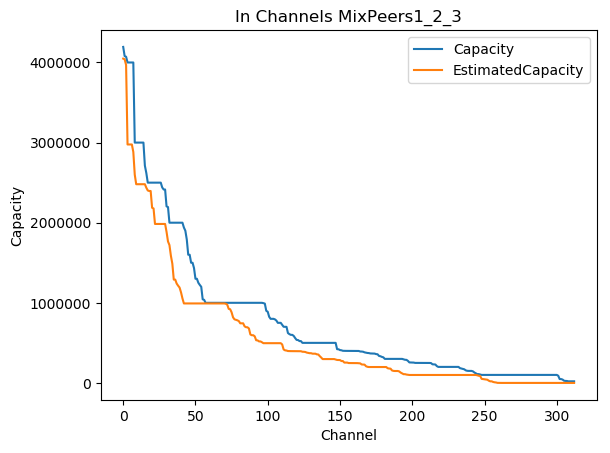 In Channels MixPeers1_2_3
Capacity
EstimatedCapacity
4000000
3000000
2000000
1000000
0
Capacity
0 50 100 150 200 250 300
Channel